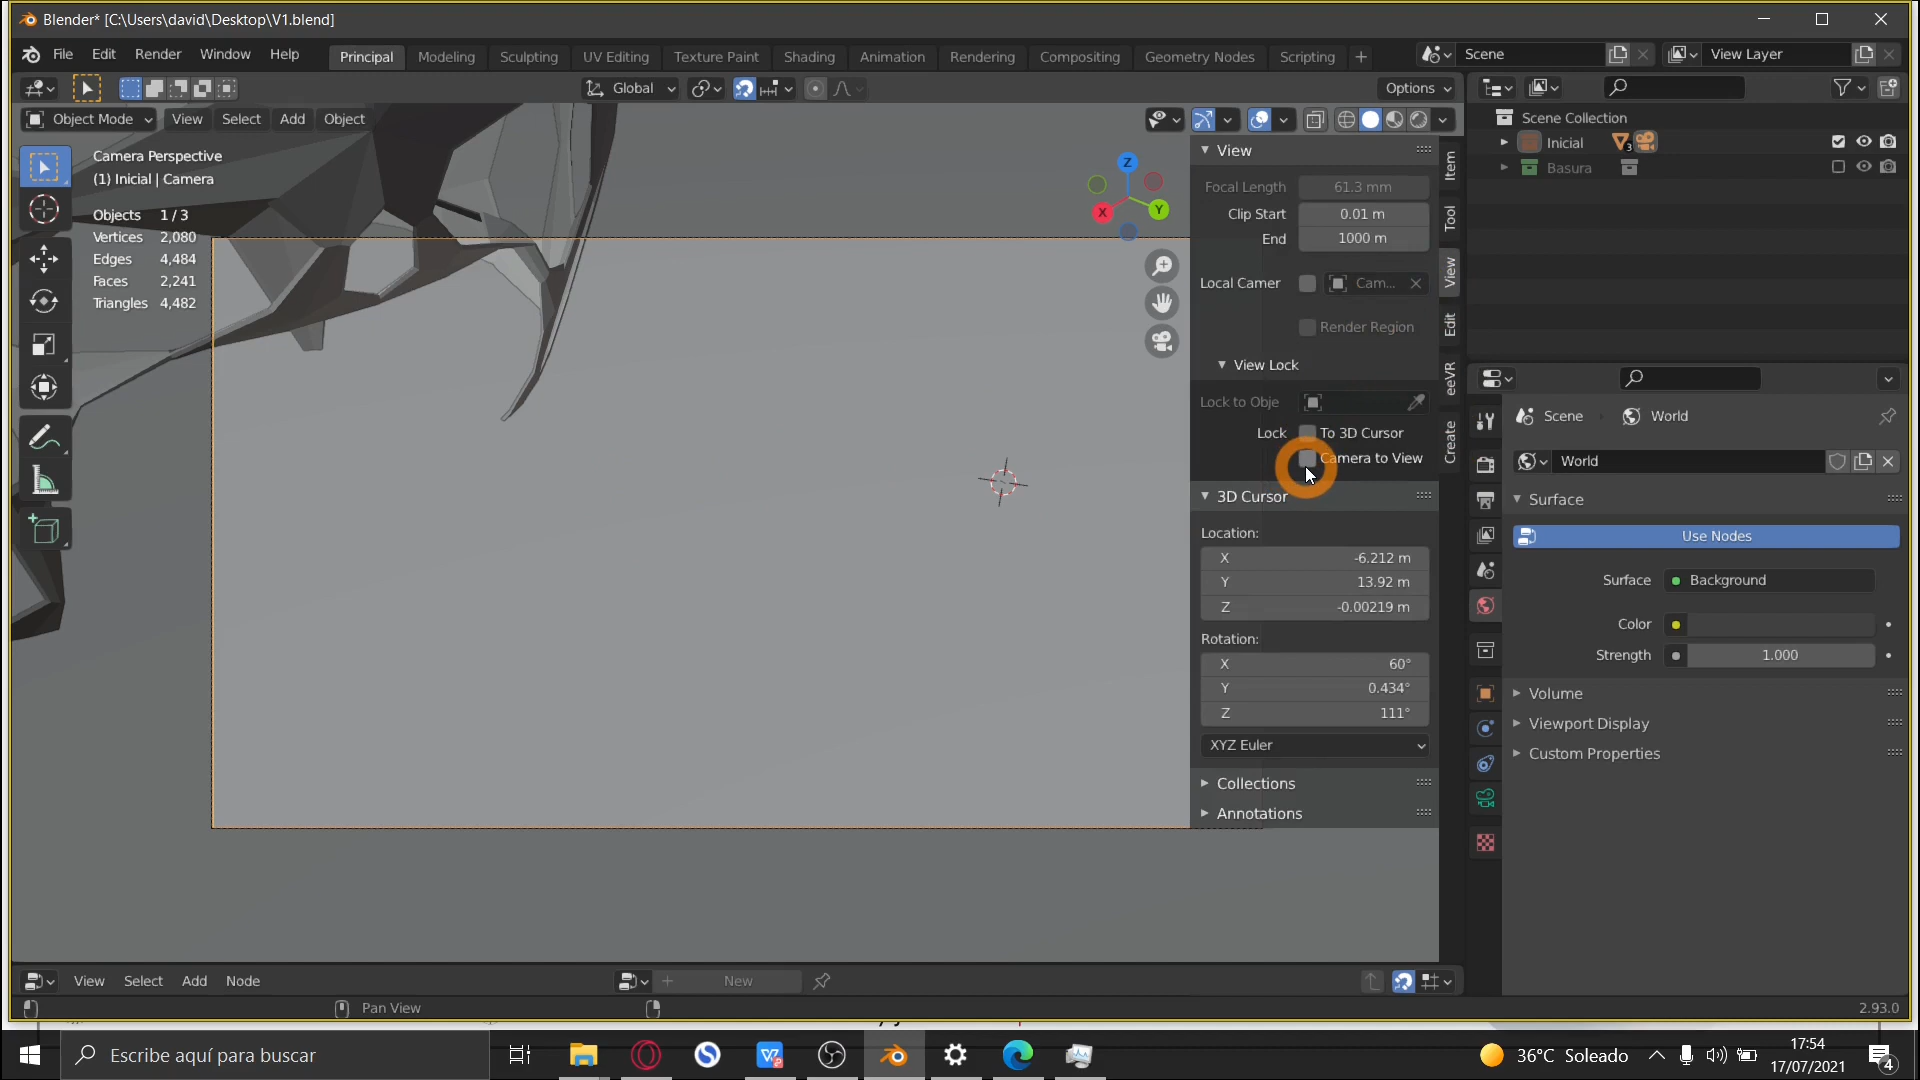 Blender* [C:\Users\david\Desktop\V1.blend]
File Edit Render Window Help Principal Modeling Sculpting UV Editing Texture Paint Shading Animation Rendering Compositing Geometry Nodes Scripting + Scene View Layer
Global Options
Object Mode View Select Add Object
Camera Perspective
(1) Inicial | Camera
Objects 1/3
Vertices 2,080
Edges 4,484
Faces 2,241
Triangles 4,482
Z
X
Y
View
Focal Length 61.3 mm
Clip Start 0.01 m
End 1000 m
Local Camer Cam...
Render Region
View Lock
Lock to Obje
Lock To 3D Cursor
Camera to View
3D Cursor
Location:
X -6.212 m
Y 13.92 m
Z -0.00219 m
Rotation:
X 60°
Y 0.434°
Z 111°
XYZ Euler
Collections
Annotations
Item
Tool
View
Edit
eeVR
Create
Scene Collection
Inicial 3
Basura
Scene World
World
Surface
Use Nodes
Surface Background
Color
Strength 1.000
Volume
Viewport Display
Custom Properties
View Select Add Node + New
Pan View 2.93.0
Escribe aquí para buscar
36°C Soleado
17:54
17/07/2021
4